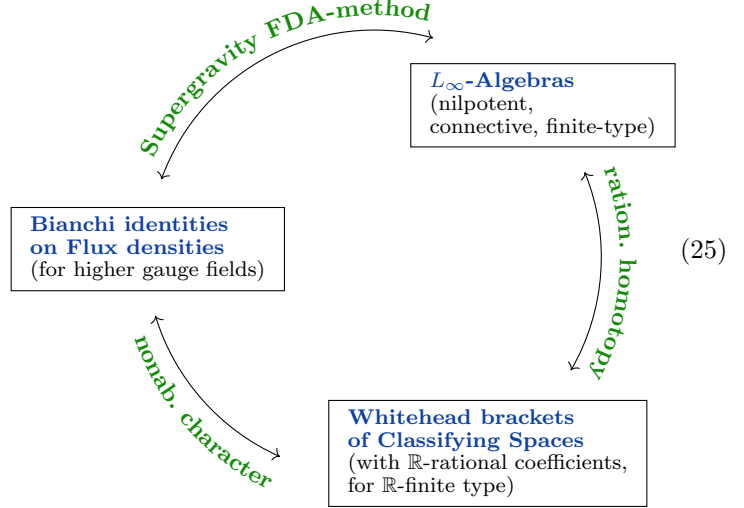 Supergravity FDA-method
L∞-Algebras
(nilpotent,
connective, finite-type)
ration. homotopy
Bianchi identities
on Flux densities
(for higher gauge fields)
(25)
nonab. character
Whitehead brackets
of Classifying Spaces
(with ℝ-rational coefficients,
for ℝ-finite type)